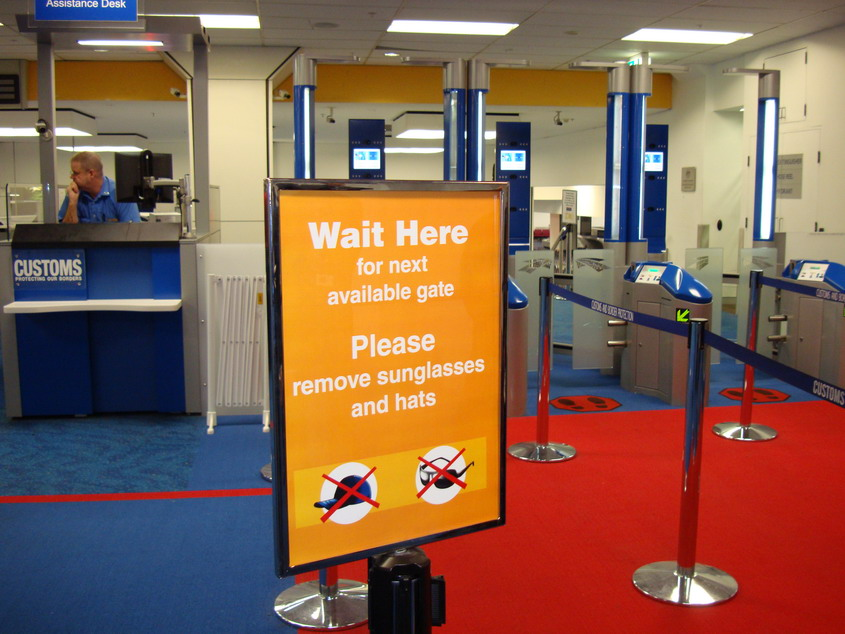 Assistance Desk
CUSTOMS
PROTECTING OUR BORDERS
Wait Here
for next
available gate
Please
remove sunglasses
and hats
CUSTOMS AND BORDER PROTECTION
CUSTOMS